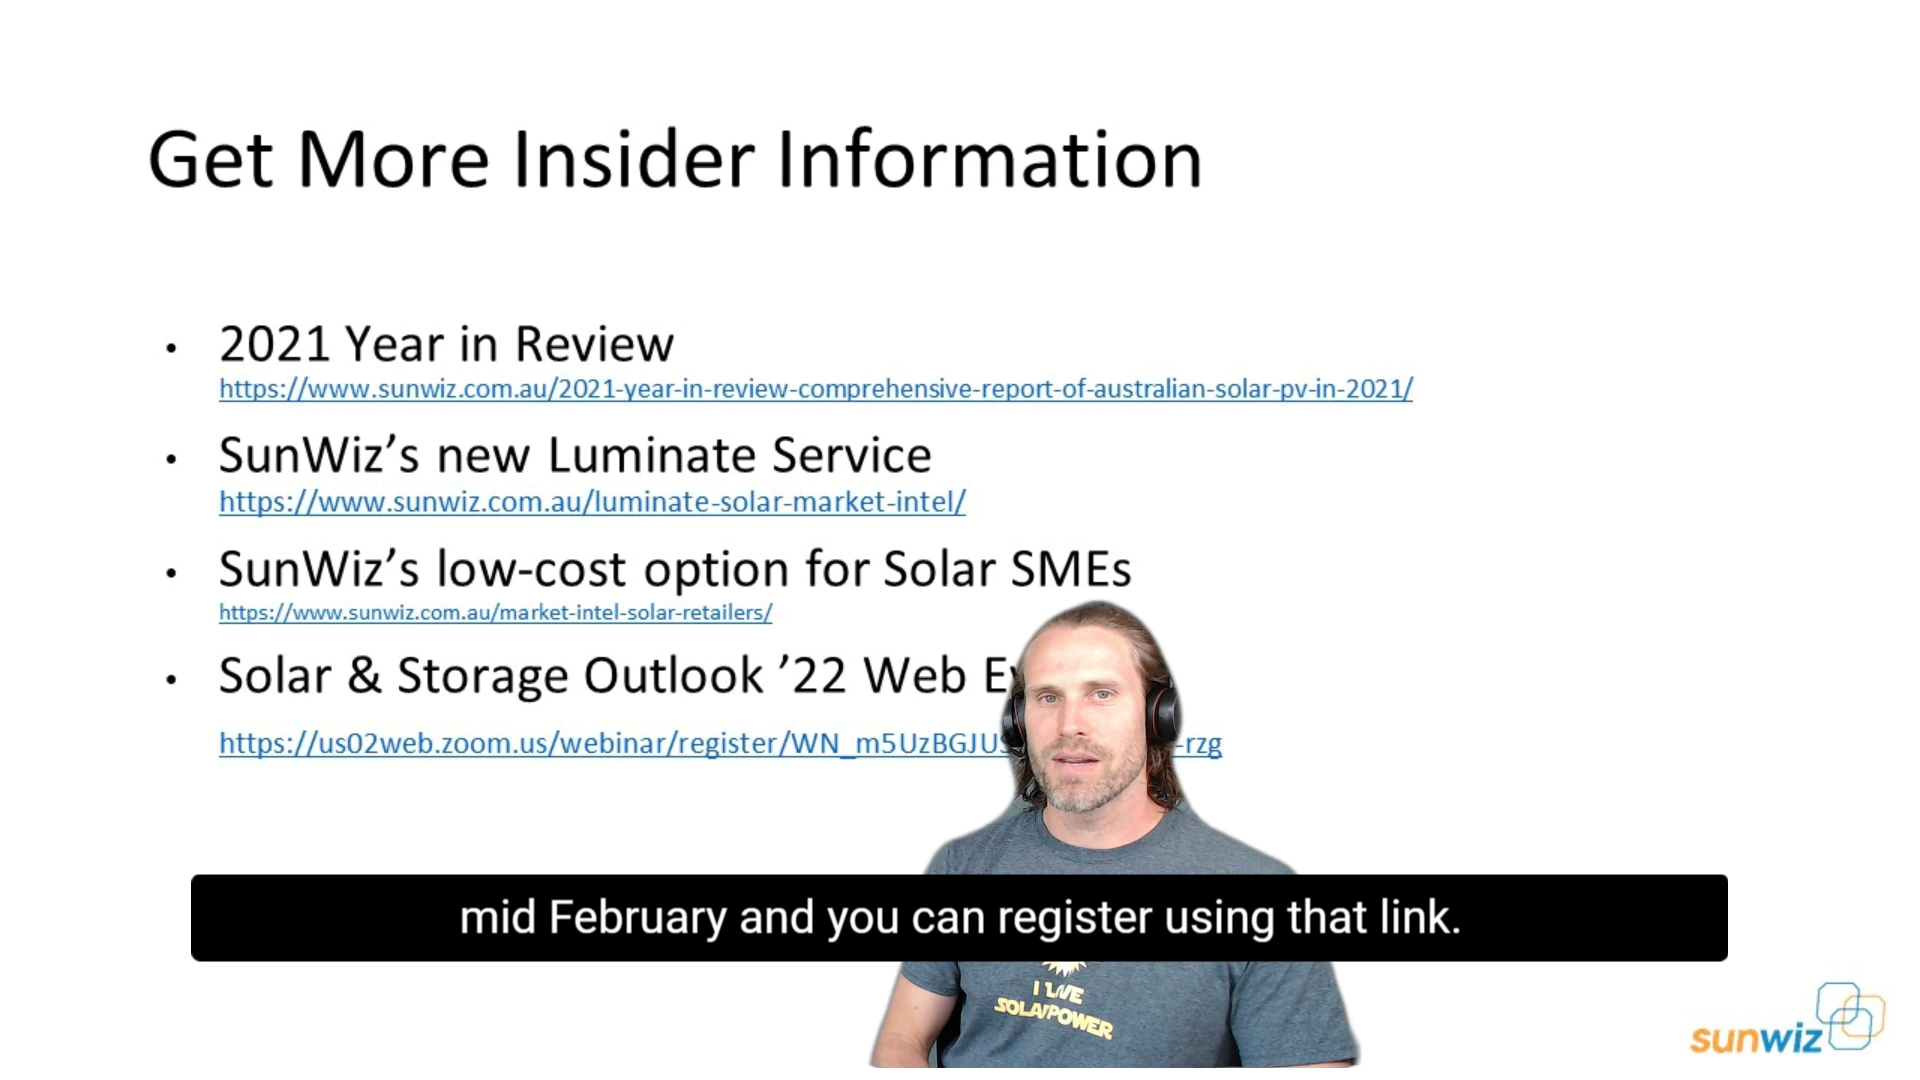 Get More Insider Information
• 2021 Year in Review
https://www.sunwiz.com.au/2021-year-in-review-comprehensive-report-of-australian-solar-pv-in-2021/
• SunWiz’s new Luminate Service
https://www.sunwiz.com.au/luminate-solar-market-intel/
• SunWiz’s low-cost option for Solar SMEs
https://www.sunwiz.com.au/market-intel-solar-retailers/
• Solar & Storage Outlook ’22 Web
https://us02web.zoom.us/webinar/register/WN_m5UzBGJU -rzg
mid February and you can register using that link.
I
SOLAR POWER
sunwiz